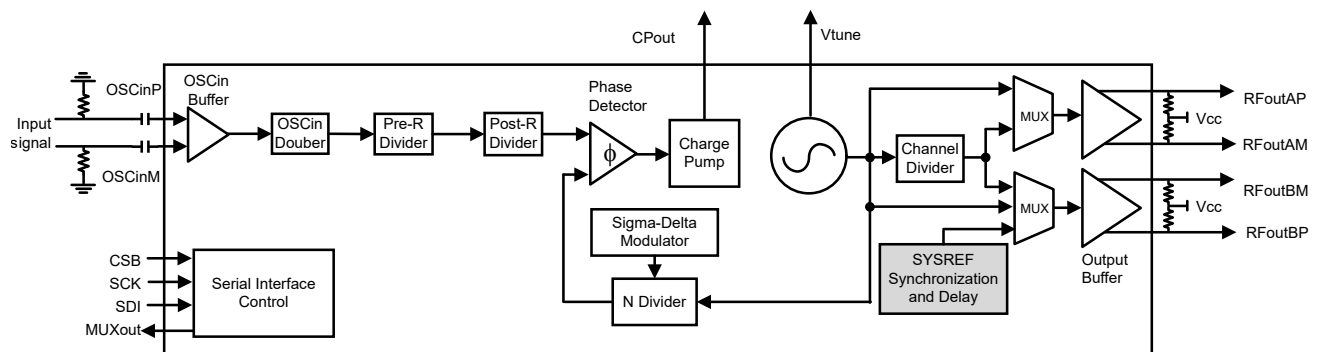 CPout
Vtune
OSCinP
OSCin
Buffer
Phase
Detector
Input
signal
OSCin
Douber
Pre-R
Divider
Post-R
Divider
ϕ
Charge
Pump
Channel
Divider
MUX
RFoutAP
Vcc
RFoutAM
OSCinM
MUX
RFoutBM
Vcc
RFoutBP
Output
Buffer
Sigma-Delta
Modulator
N Divider
SYSREF
Synchronization
and Delay
CSB
SCK
SDI
MUXout
Serial Interface
Control